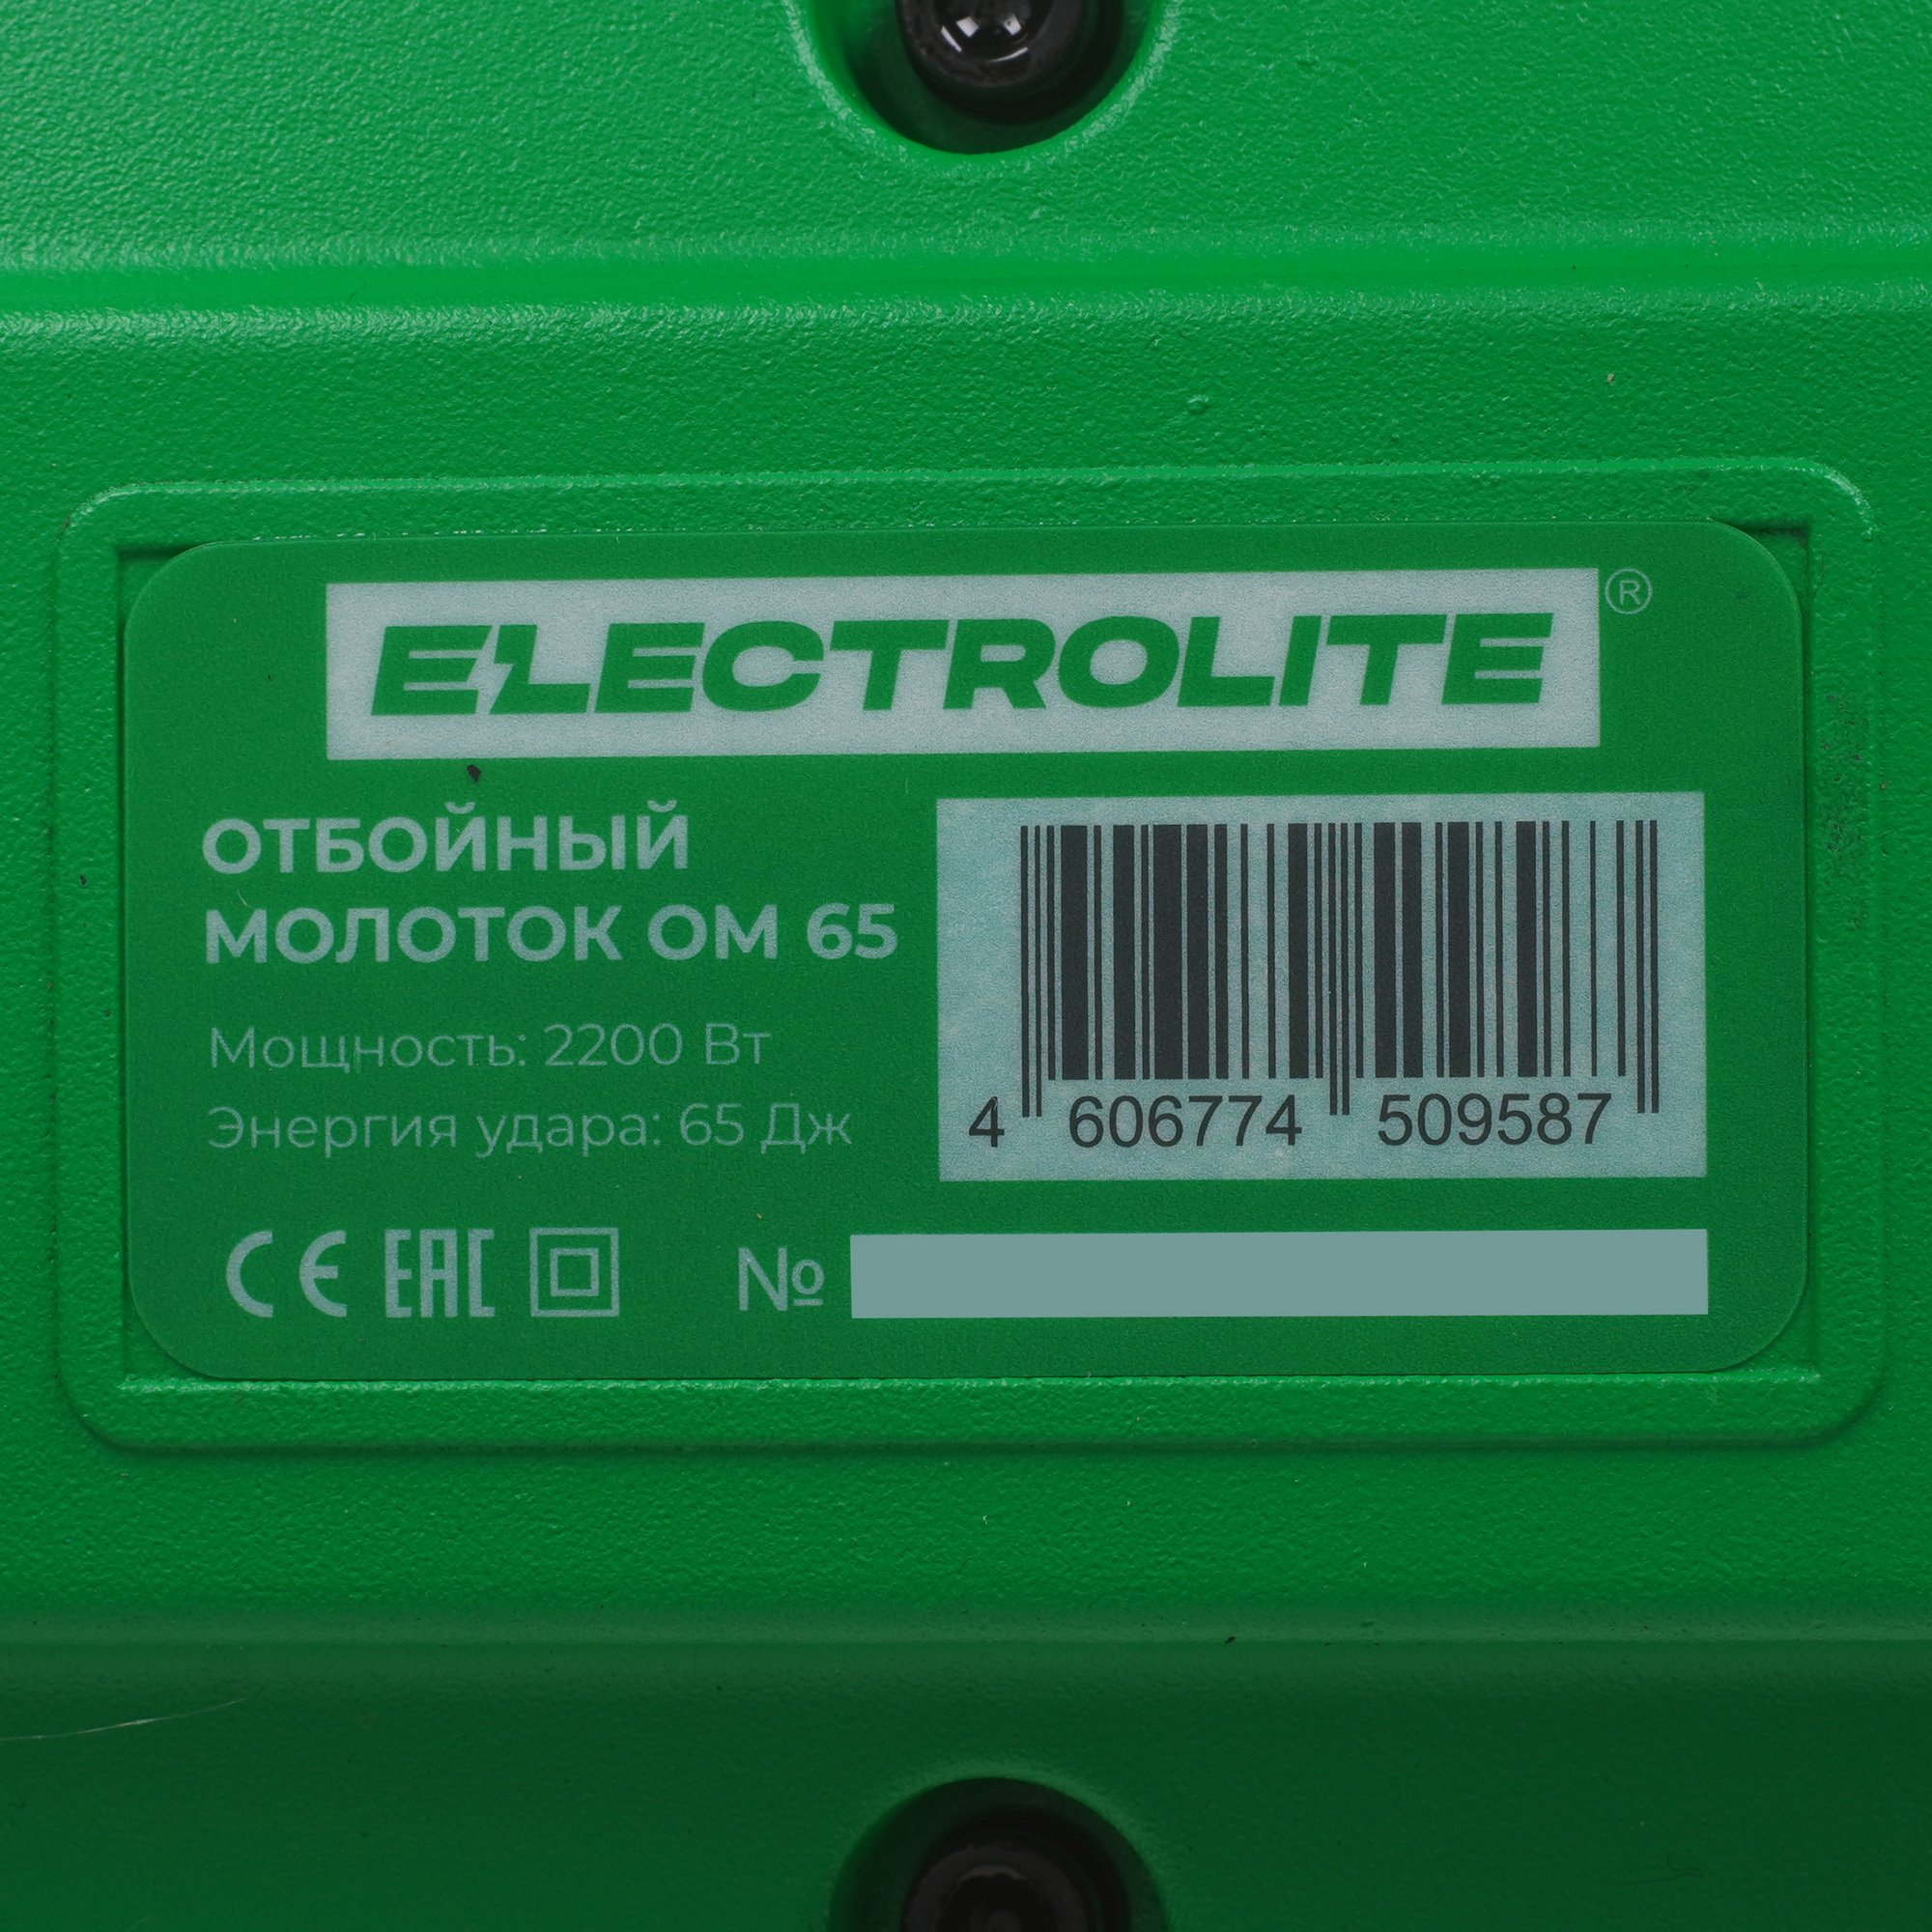 ELECTROLITE ®
ОТБОЙНЫЙ
МОЛОТОК ОМ 65
Мощность: 2200 Вт
Энергия удара: 65 Дж
4 606774 509587
CE EAC №